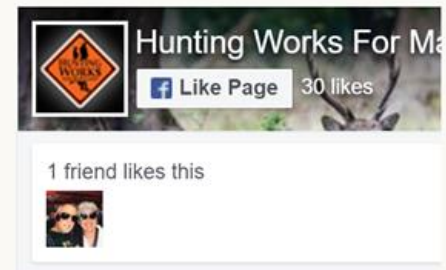 Hunting Works For Ma
HUNTING
WORKS
Like Page
30 likes
1 friend likes this